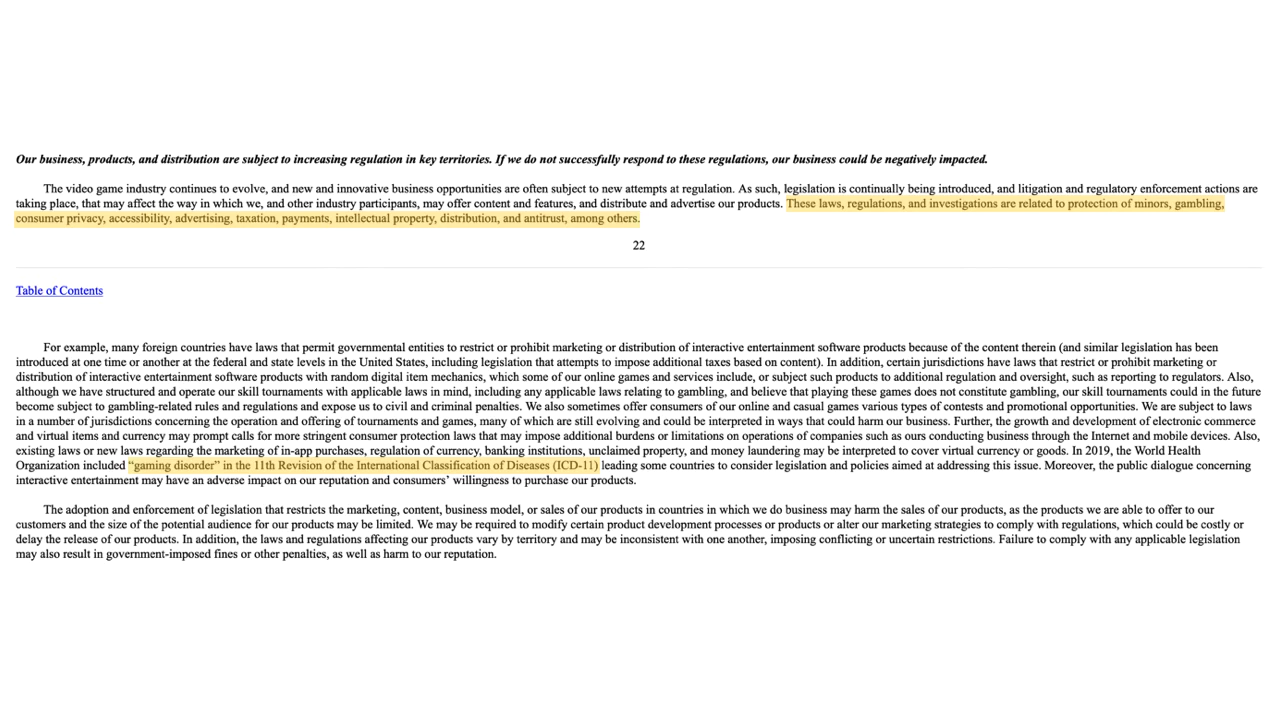 Our business, products, and distribution are subject to increasing regulation in key territories. If we do not successfully respond to these regulations, our business could be negatively impacted.
The video game industry continues to evolve, and new and innovative business opportunities are often subject to new attempts at regulation. As such, legislation is continually being introduced, and litigation and regulatory enforcement actions are
taking place, that may affect the way in which we, and other industry participants, may offer content and features, and distribute and advertise our products. These laws, regulations, and investigations are related to protection of minors, gambling,
consumer privacy, accessibility, advertising, taxation, payments, intellectual property, distribution, and antitrust, among others.
22
Table of Contents
For example, many foreign countries have laws that permit governmental entities to restrict or prohibit marketing or distribution of interactive entertainment software products because of the content therein (and similar legislation has been
introduced at one time or another at the federal and state levels in the United States, including legislation that attempts to impose additional taxes based on content). In addition, certain jurisdictions have laws that restrict or prohibit marketing or
distribution of interactive entertainment software products with random digital item mechanics, which some of our online games and services include, or subject such products to additional regulation and oversight, such as reporting to regulators. Also,
although we have structured and operate our skill tournaments with applicable laws in mind, including any applicable laws relating to gambling, and believe that playing these games does not constitute gambling, our skill tournaments could in the future
become subject to gambling-related rules and regulations and expose us to civil and criminal penalties. We also sometimes offer consumers of our online and casual games various types of contests and promotional opportunities. We are subject to laws
in a number of jurisdictions concerning the operation and offering of tournaments and games, many of which are still evolving and could be interpreted in ways that could harm our business. Further, the growth and development of electronic commerce
and virtual items and currency may prompt calls for more stringent consumer protection laws that may impose additional burdens or limitations on operations of companies such as ours conducting business through the Internet and mobile devices. Also,
existing laws or new laws regarding the marketing of in-app purchases, regulation of currency, banking institutions, unclaimed property, and money laundering may be interpreted to cover virtual currency or goods. In 2019, the World Health
Organization included “gaming disorder” in the 11th Revision of the International Classification of Diseases (ICD-11) leading some countries to consider legislation and policies aimed at addressing this issue. Moreover, the public dialogue concerning
interactive entertainment may have an adverse impact on our reputation and consumers’ willingness to purchase our products.
The adoption and enforcement of legislation that restricts the marketing, content, business model, or sales of our products in countries in which we do business may harm the sales of our products, as the products we are able to offer to our
customers and the size of the potential audience for our products may be limited. We may be required to modify certain product development processes or products or alter our marketing strategies to comply with regulations, which could be costly or
delay the release of our products. In addition, the laws and regulations affecting our products vary by territory and may be inconsistent with one another, imposing conflicting or uncertain restrictions. Failure to comply with any applicable legislation
may also result in government-imposed fines or other penalties, as well as harm to our reputation.